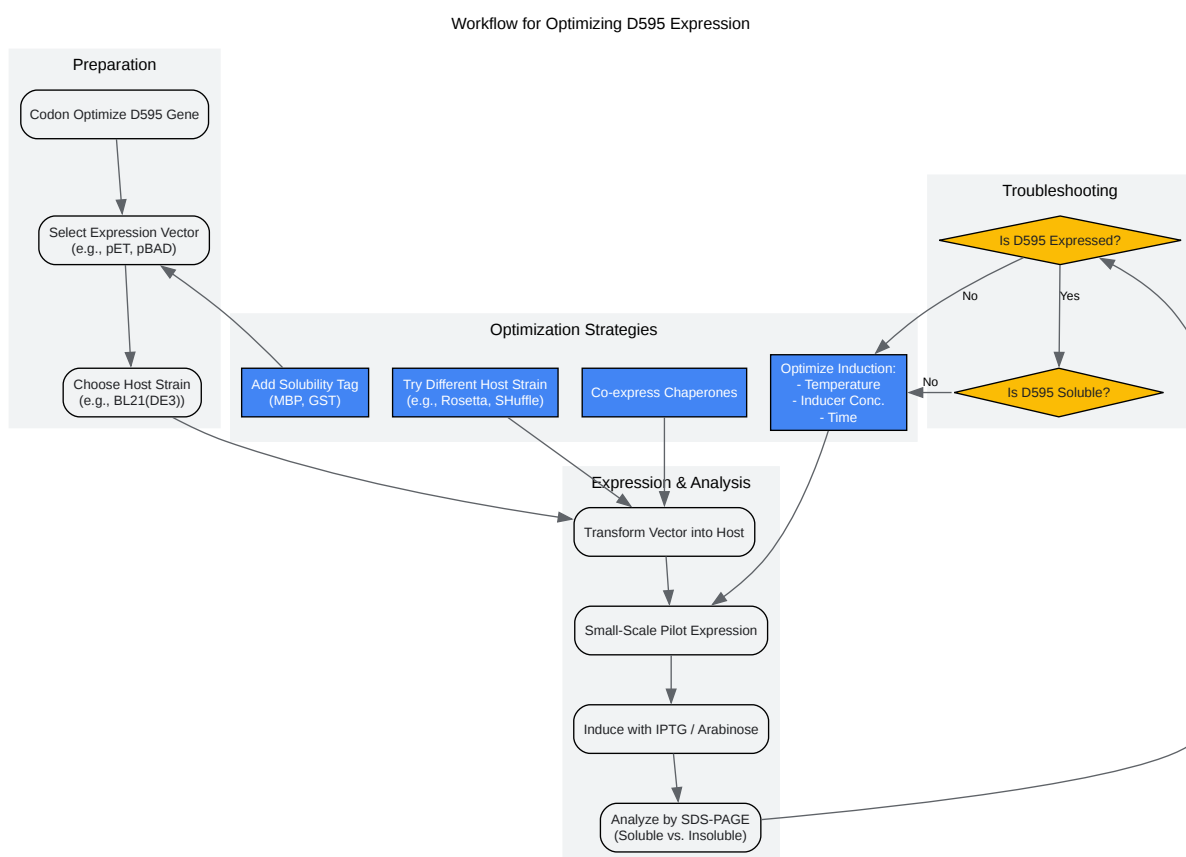 Workflow for Optimizing D595 Expression
Preparation
Codon Optimize D595 Gene
Select Expression Vector
(e.g., pET, pBAD)
Choose Host Strain
(e.g., BL21(DE3))
Optimization Strategies
Add Solubility Tag
(MBP, GST)
Try Different Host Strain
(e.g., Rosetta, SHuffle)
Co-express Chaperones
Optimize Induction:
- Temperature
- Inducer Conc.
- Time
Troubleshooting
Is D595 Expressed?
No
Yes
Is D595 Soluble?
No
Expression & Analysis
Transform Vector into Host
Small-Scale Pilot Expression
Induce with IPTG / Arabinose
Analyze by SDS-PAGE
(Soluble vs. Insoluble)